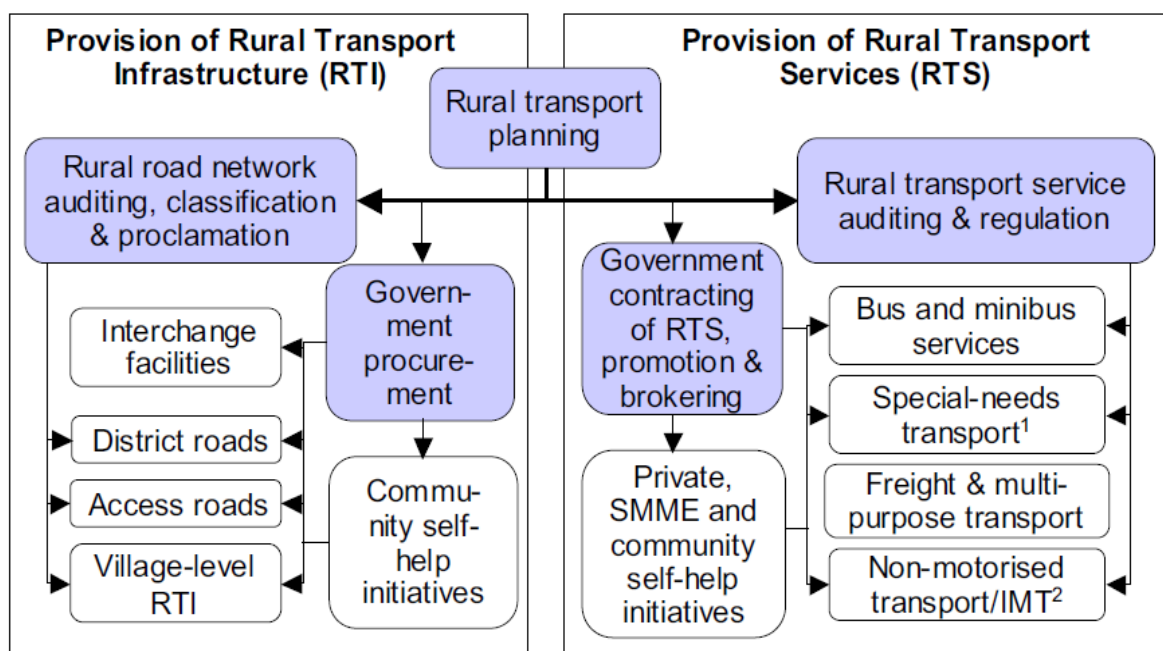 Provision of Rural Transport
Infrastructure (RTI)
Provision of Rural Transport
Services (RTS)
Rural transport
planning
Rural road network
auditing, classification
& proclamation
Rural transport service
auditing & regulation
Govern-
ment
procure-
ment
Interchange
facilities
District roads
Access roads
Village-level
RTI
Commu-
nity self-
help
initiatives
Government
contracting
of RTS,
promotion &
brokering
Private,
SMME and
community
self-help
initiatives
Bus and minibus
services
Special-needs
transport¹
Freight & multi-
purpose transport
Non-motorised
transport/IMT²